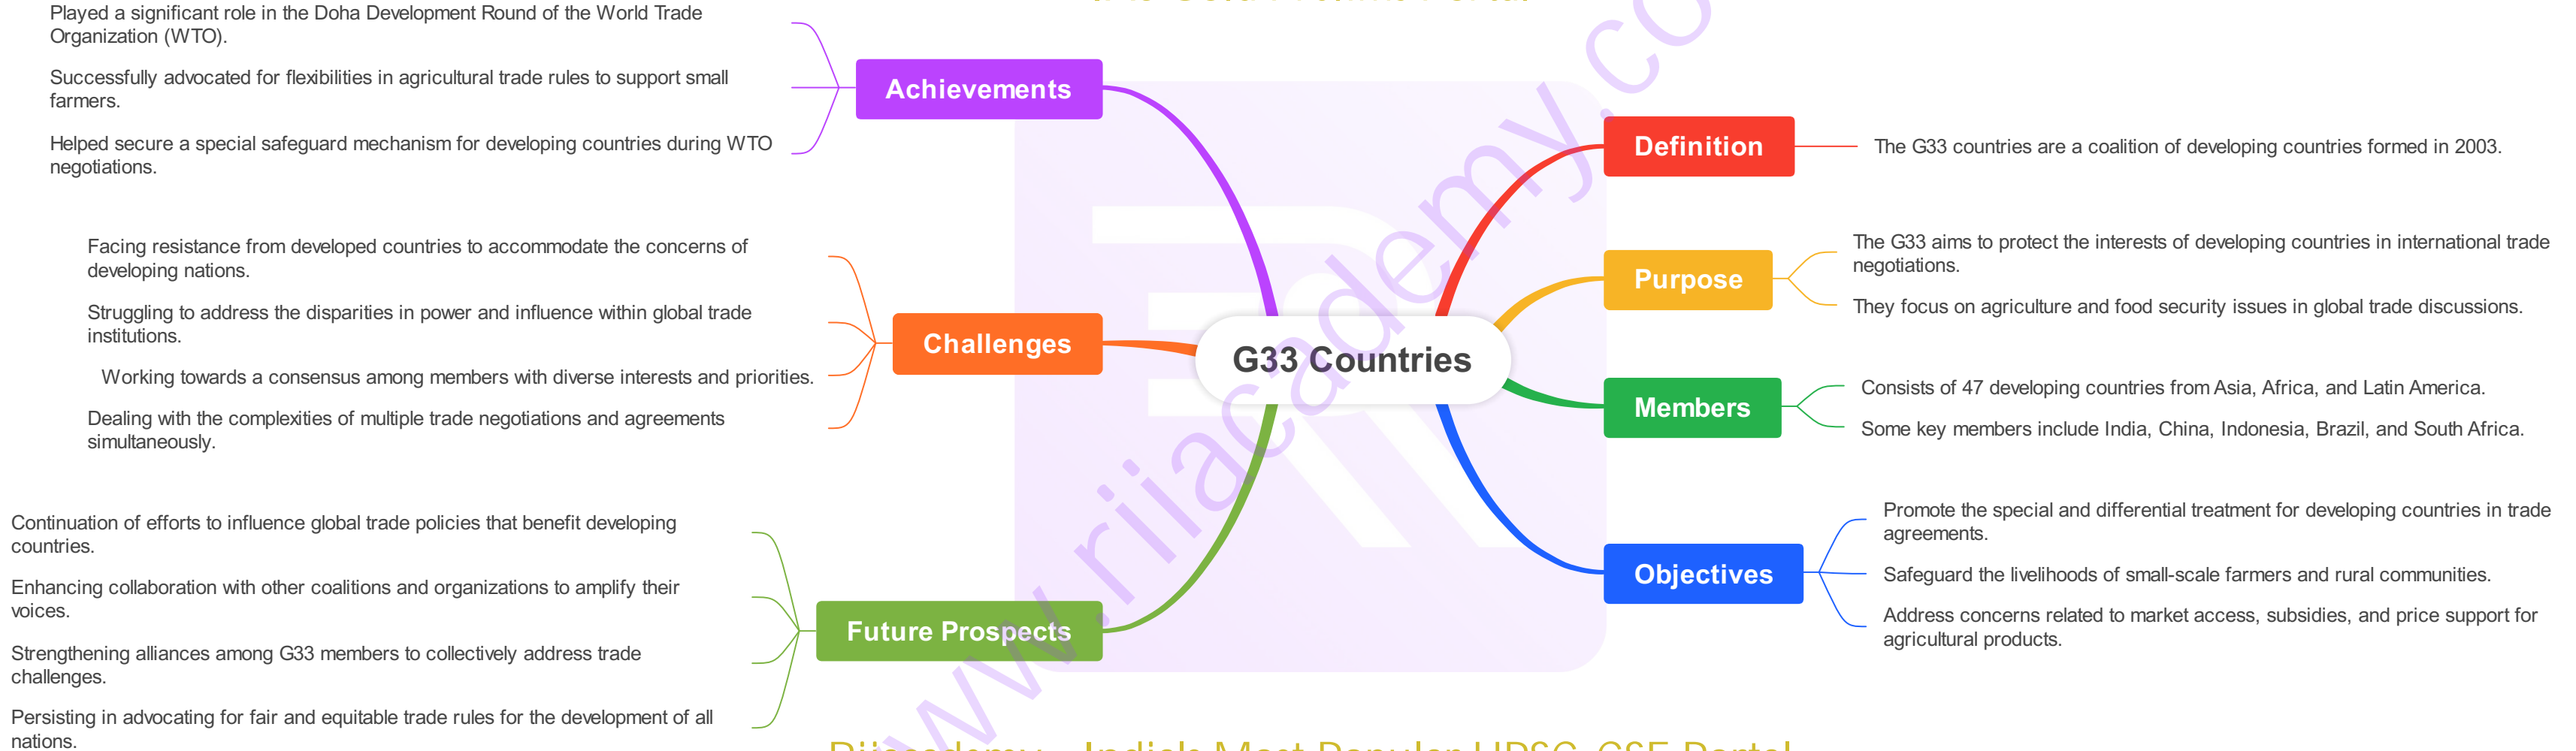 Played a significant role in the Doha Development Round of the World Trade
Organization (WTO).
Successfully advocated for flexibilities in agricultural trade rules to support small
farmers.
Helped secure a special safeguard mechanism for developing countries during WTO
negotiations.
Achievements
Facing resistance from developed countries to accommodate the concerns of
developing nations.
Struggling to address the disparities in power and influence within global trade
institutions.
Working towards a consensus among members with diverse interests and priorities.
Dealing with the complexities of multiple trade negotiations and agreements
simultaneously.
Challenges
Continuation of efforts to influence global trade policies that benefit developing
countries.
Enhancing collaboration with other coalitions and organizations to amplify their
voices.
Strengthening alliances among G33 members to collectively address trade
challenges.
Persisting in advocating for fair and equitable trade rules for the development of all
nations.
Future Prospects
G33 Countries
Definition
The G33 countries are a coalition of developing countries formed in 2003.
Purpose
The G33 aims to protect the interests of developing countries in international trade
negotiations.
They focus on agriculture and food security issues in global trade discussions.
Members
Consists of 47 developing countries from Asia, Africa, and Latin America.
Some key members include India, China, Indonesia, Brazil, and South Africa.
Objectives
Promote the special and differential treatment for developing countries in trade
agreements.
Safeguard the livelihoods of small-scale farmers and rural communities.
Address concerns related to market access, subsidies, and price support for
agricultural products.
www.riiacademy.co
India's Most Popular UPSC-CSE Portal